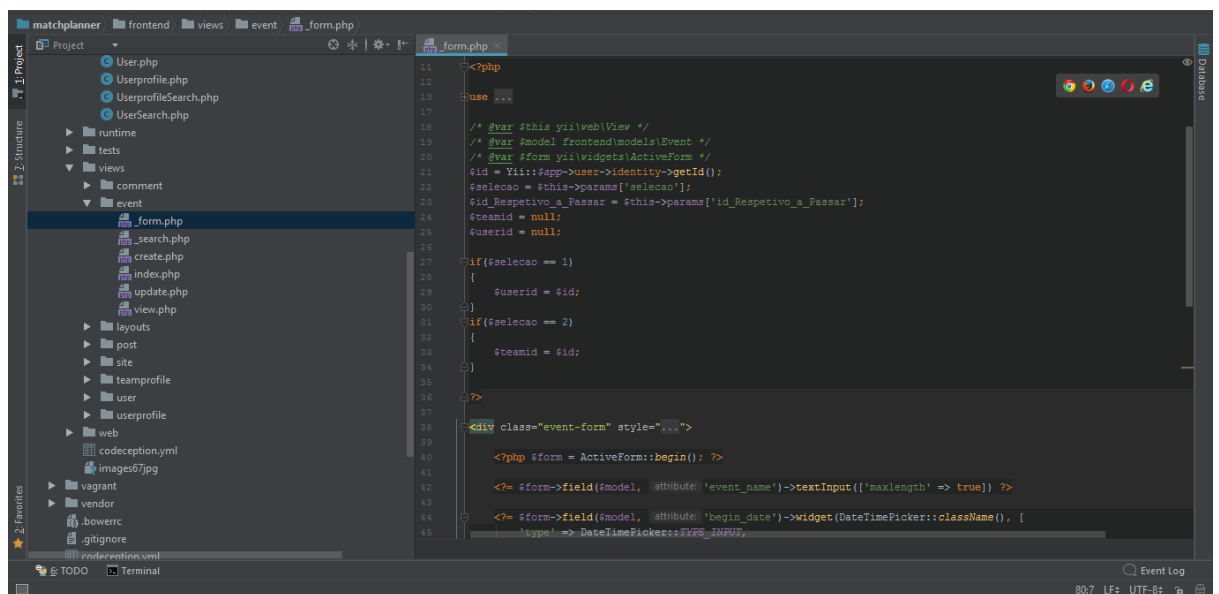 matchplanner frontend views event _form.php
Project
_form.php
1: Project
7: Structure
2: Favorites
Database
User.php
Userprofile.php
UserprofileSearch.php
UserSearch.php
runtime
tests
views
comment
event
_form.php
_search.php
create.php
index.php
update.php
view.php
layouts
post
site
teamprofile
user
userprofile
web
codeception.yml
images67jpg
vagrant
vendor
.bowerrc
.gitignore
codeception.yml
11 <?php
12
13 use ...
17
18 /* @var $this yii\web\View */
19 /* @var $model frontend\models\Event */
20 /* @var $form yii\widgets\ActiveForm */
21 $id = Yii::$app->user->identity->getId();
22 $selecao = $this->params['selecao'];
23 $id_Respetivo_a_Passar = $this->params['id_Respetivo_a_Passar'];
24 $teamid = null;
25 $userid = null;
26
27 if($selecao == 1)
28 {
29 $userid = $id;
30 }
31 if($selecao == 2)
32 {
33 $teamid = $id;
34 }
35
36 ?>
37
38 <div class="event-form" style="...">
39
40 <?php $form = ActiveForm::begin(); ?>
41
42 <?= $form->field($model, attribute: 'event_name')->textInput(['maxlength' => true]) ?>
43
44 <?= $form->field($model, attribute: 'begin_date')->widget(DateTimePicker::className(), [
45 'type' => DateTimePicker::TYPE_INPUT,
6: TODO Terminal
Event Log
80:7 LF UTF-8